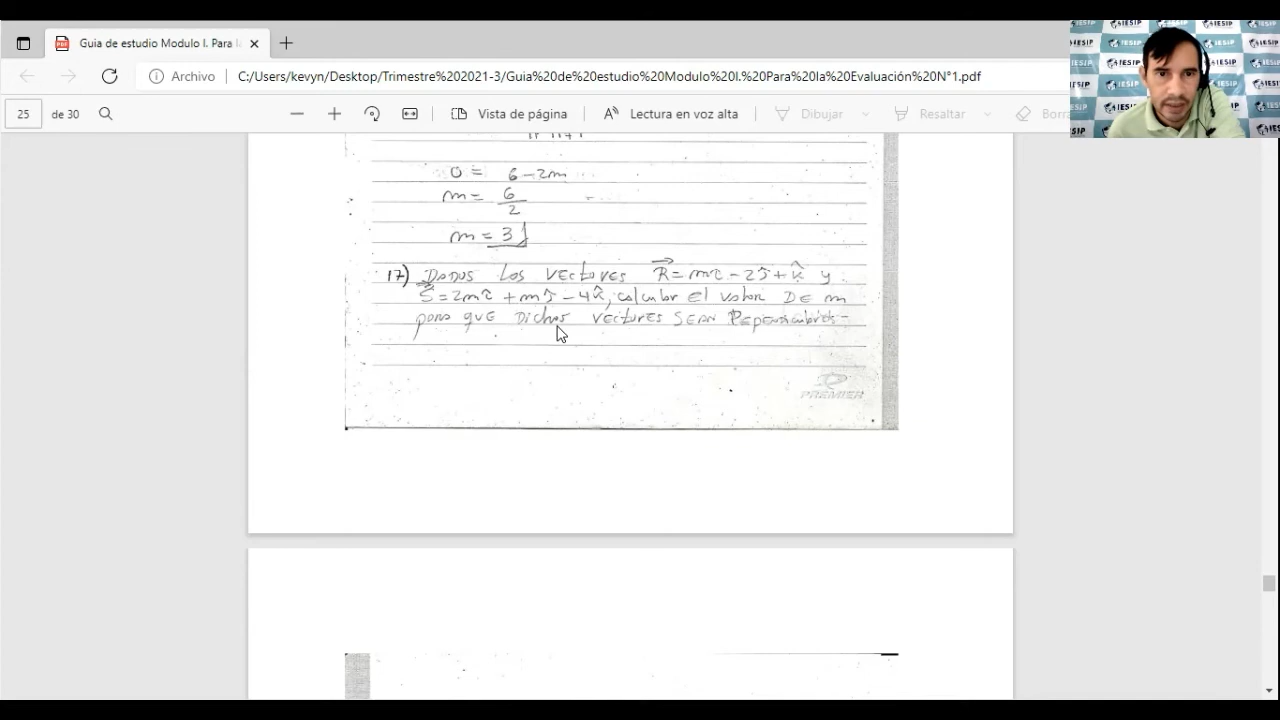 Guia de estudio Modulo I. Para la
Archivo C:/Users/kevyn/Desktop/Trimestre%202021-3/Guia%20de%20estudio%20Modulo%20I.%20Para%20la%20Evaluación%20N°1.pdf
25 de 30 Vista de página Lectura en voz alta Dibujar Resaltar Borra
0 = 6-2m
m = 6
2
m = 3
17) Dados los vectores R = mî - 2ĵ + k̂ y
S = 2mî + mĵ - 4k̂, calcular el valor De m
para que Dichos vectores sean
PREMIER